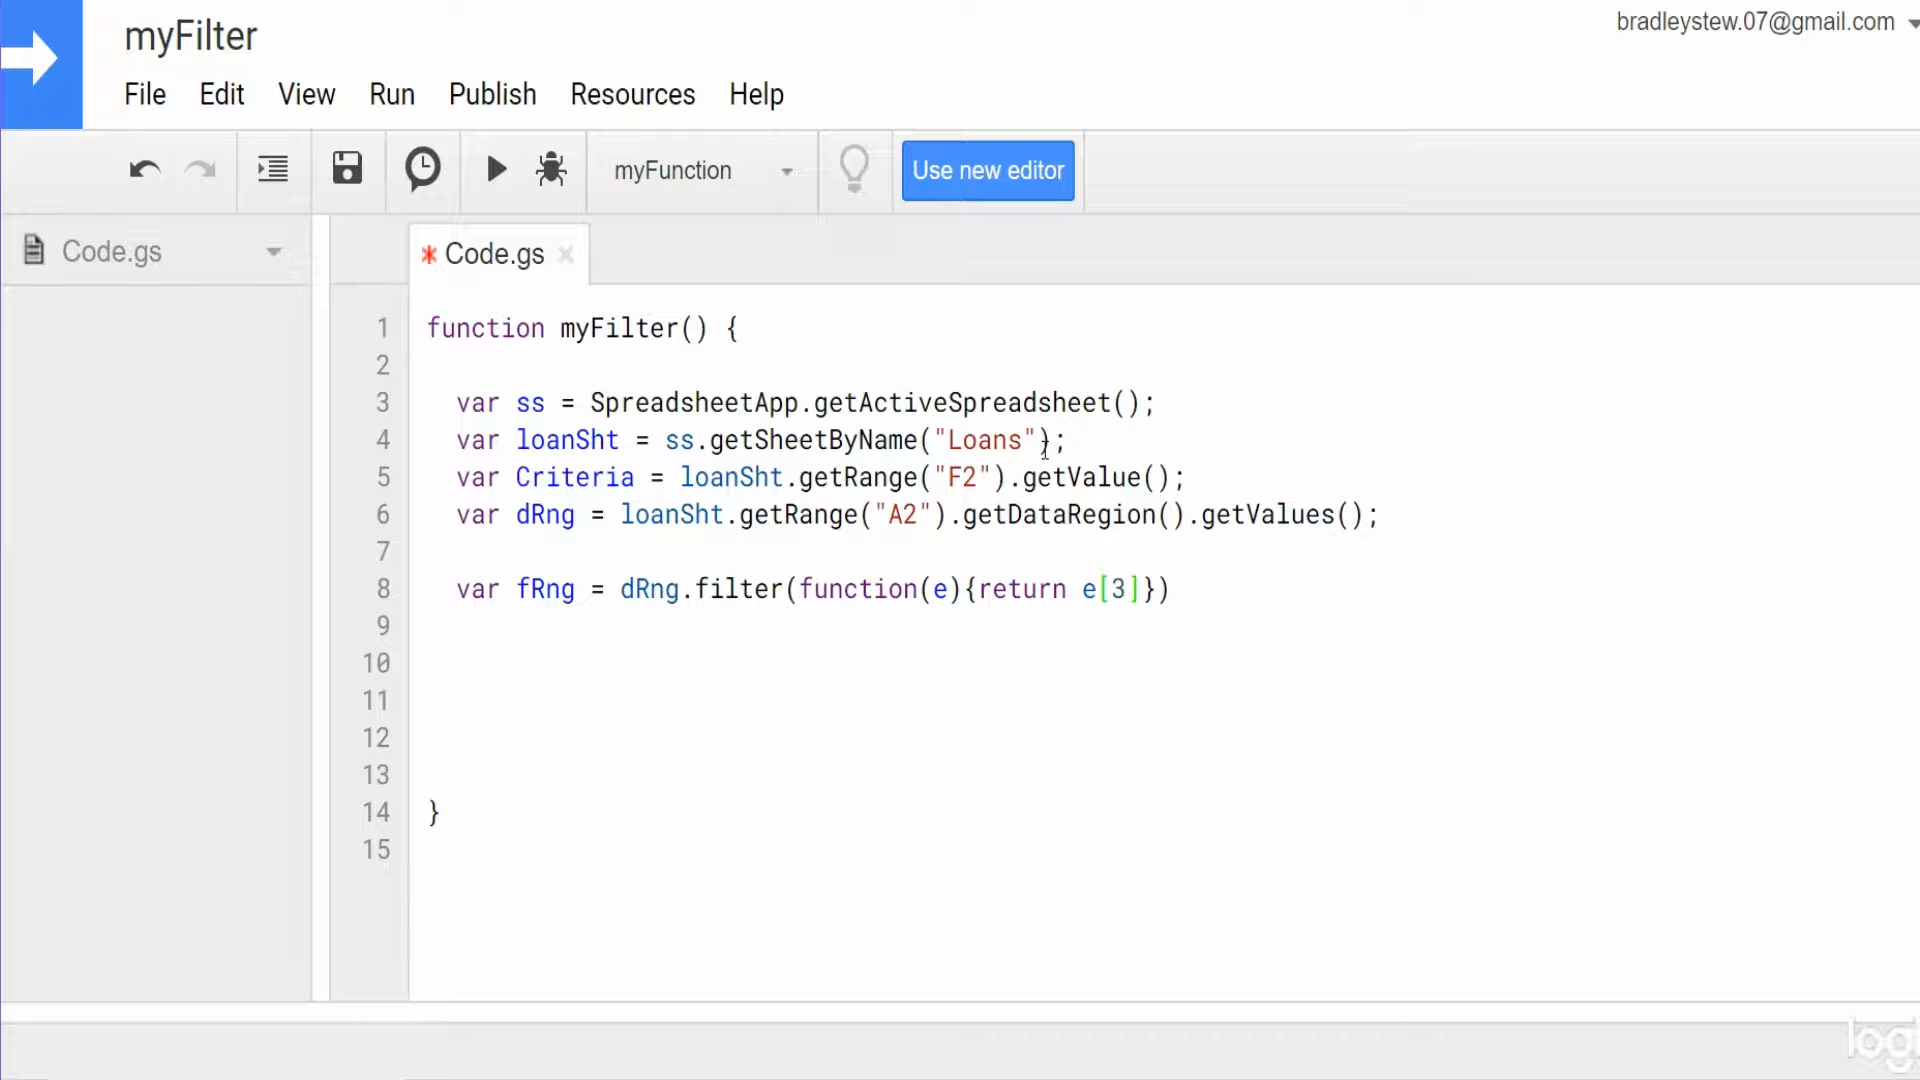 myFilter
bradleystew.07@gmail.com
File Edit View Run Publish Resources Help
myFunction
Use new editor
Code.gs
* Code.gs ×
1 function myFilter() {
2
3 var ss = SpreadsheetApp.getActiveSpreadsheet();
4 var loanSht = ss.getSheetByName("Loans");
5 var Criteria = loanSht.getRange("F2").getValue();
6 var dRng = loanSht.getRange("A2").getDataRegion().getValues();
7
8 var fRng = dRng.filter(function(e){return e[3]})
9
10
11
12
13
14 }
15